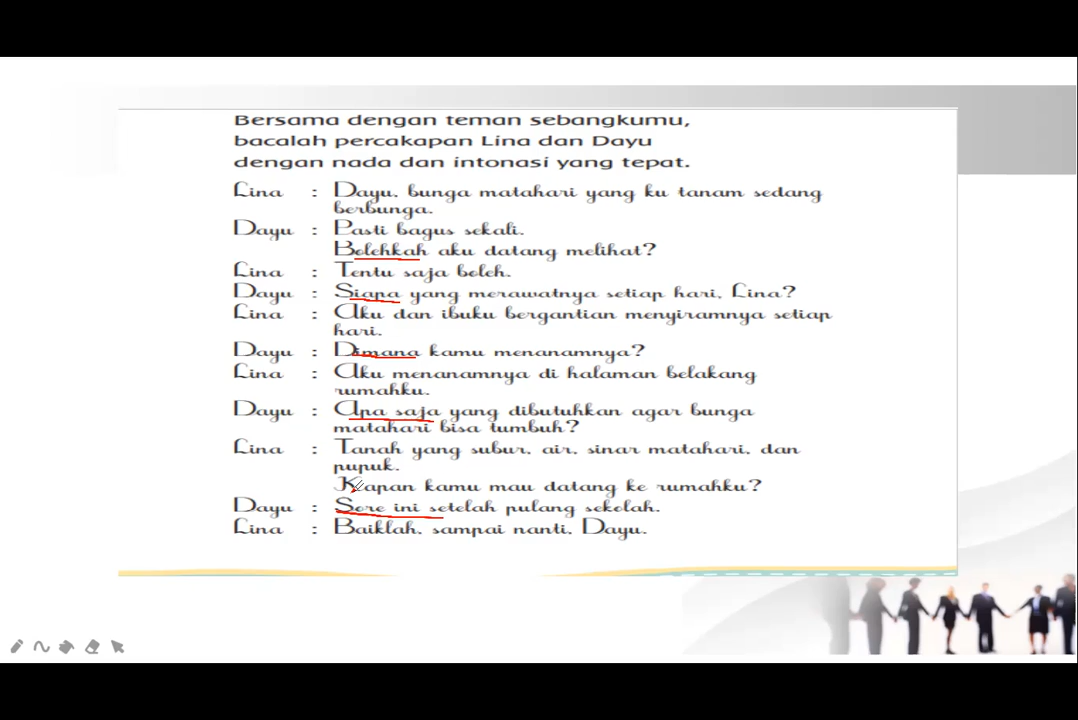 Bersama dengan teman sebangkumu,
bacalah percakapan Lina dan Dayu
dengan nada dan intonasi yang tepat.
Lina : Dayu, bunga matahari yang ku tanam sedang
berbunga.
Dayu : Pasti bagus sekali.
Bolehkah aku datang melihat?
Lina : Tentu saja boleh.
Dayu : Siapa yang merawatnya setiap hari, Lina?
Lina : Aku dan ibuku bergantian menyiramnya setiap
hari.
Dayu : Dimana kamu menanamnya?
Lina : Aku menanamnya di halaman belakang
rumahku.
Dayu : Apa saja yang dibutuhkan agar bunga
matahari bisa tumbuh?
Lina : Tanah yang subur, air, sinar matahari, dan
pupuk.
Kapan kamu mau datang ke rumahku?
Dayu : Sore ini setelah pulang sekolah.
Lina : Baiklah, sampai nanti, Dayu.